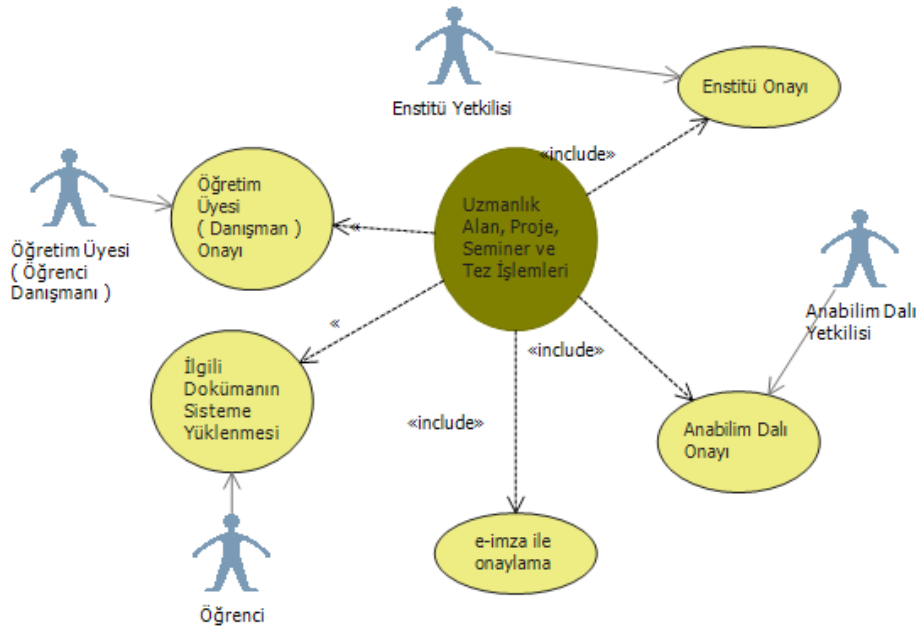 Enstitü Yetkilisi
Enstitü Onayı
«include»
Öğretim
Üyesi
( Danışman )
Onayı
Uzmanlık
Alan, Proje,
Seminer ve
Tez İşlemleri
«
Öğretim Üyesi
( Öğrenci
Danışmanı )
Anabilim Dalı
Yetkilisi
«
«include»
İlgili
Dokümanın
Sisteme
Yüklenmesi
«include»
Anabilim Dalı
Onayı
e-imza ile
onaylama
Öğrenci